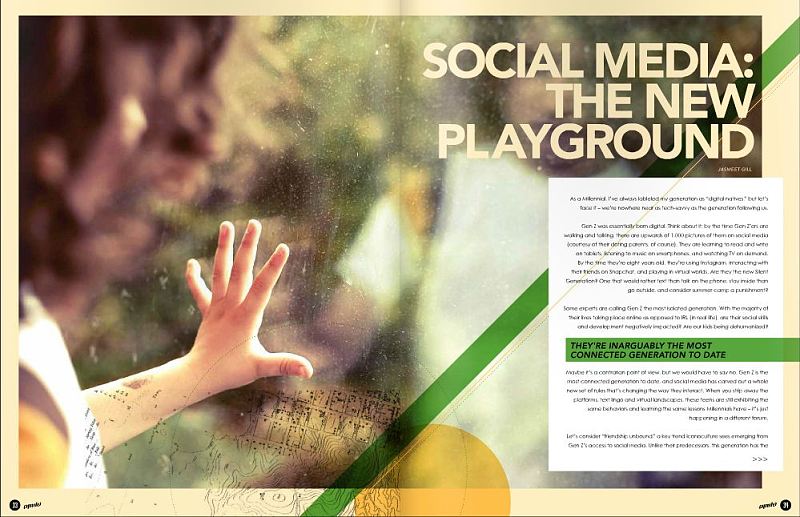 SOCIAL MEDIA:
THE NEW
PLAYGROUND
JASMEET GILL
As a Millennial, I've always labeled my generation as "digital natives," but let's
face it – we're nowhere near as tech-savvy as the generation following us.
Gen Z was essentially born digital. Think about it: by the time Gen Z'ers are
walking and talking, there are upwards of 1,000 pictures of them on social media
(courtesy of their doting parents, of course). They are learning to read and write
on tablets, listening to music on smartphones, and watching TV on demand.
By the time they're eight years old, they're using Instagram, interacting with
their friends on Snapchat, and playing in virtual worlds. Are they the new Silent
Generation? One that would rather text than talk on the phone, stay inside than
go outside, and consider summer camp a punishment?
Some experts are calling Gen Z the most isolated generation. With the majority of
their lives taking place online as opposed to IRL (in real life), are their social skills
and development negatively impacted? Are our kids being dehumanized?
THEY'RE INARGUABLY THE MOST
CONNECTED GENERATION TO DATE
Maybe it's a contrarian point of view, but we would have to say no. Gen Z is the
most connected generation to date, and social media has carved out a whole
new set of rules that's changing the way they interact. When you strip away the
platforms, text lingo and virtual landscapes, these teens are still exhibiting the
same behaviors and learning the same lessons Millennials have – it's just
happening in a different forum.
Let's consider "friendship unbound," a key trend Iconoculture sees emerging from
Gen Z's access to social media. Unlike their predecessors, this generation has the
>>>